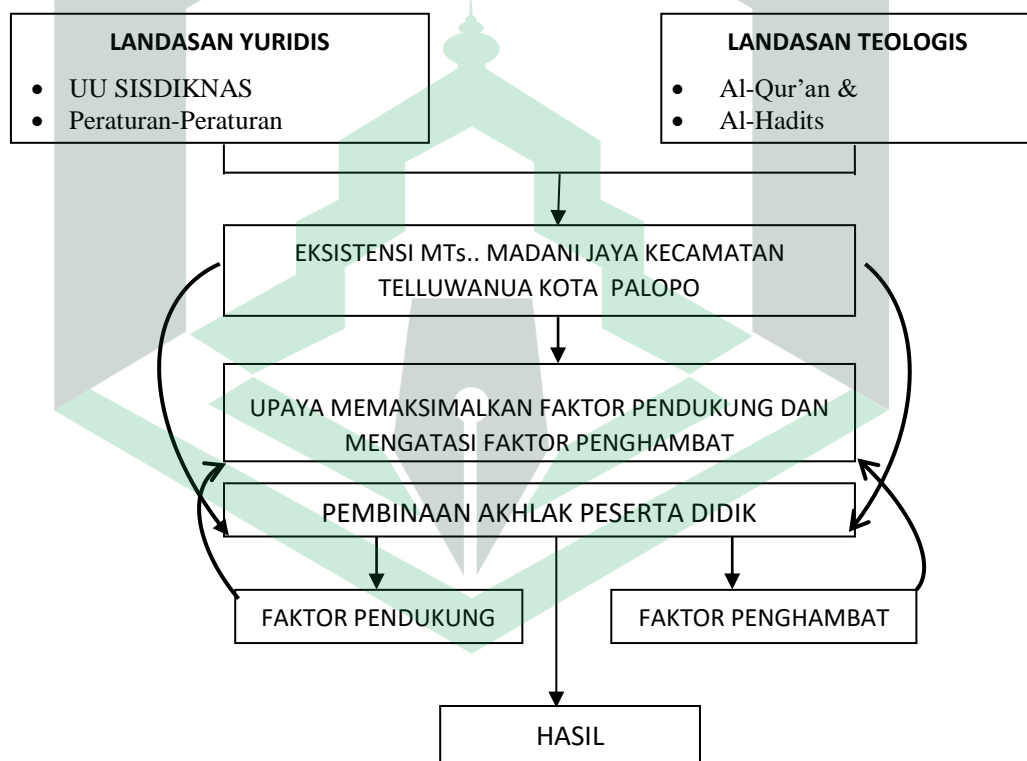 LANDASAN YURIDIS
• UU SISDIKNAS
• Peraturan-Peraturan
LANDASAN TEOLOGIS
• Al-Qur'an &
• Al-Hadits
EKSISTENSI MTs.. MADANI JAYA KECAMATAN
TELLUWANUA KOTA PALOPO
UPAYA MEMAKSIMALKAN FAKTOR PENDUKUNG DAN
MENGATASI FAKTOR PENGHAMBAT
PEMBINAAN AKHLAK PESERTA DIDIK
FAKTOR PENDUKUNG
FAKTOR PENGHAMBAT
HASIL